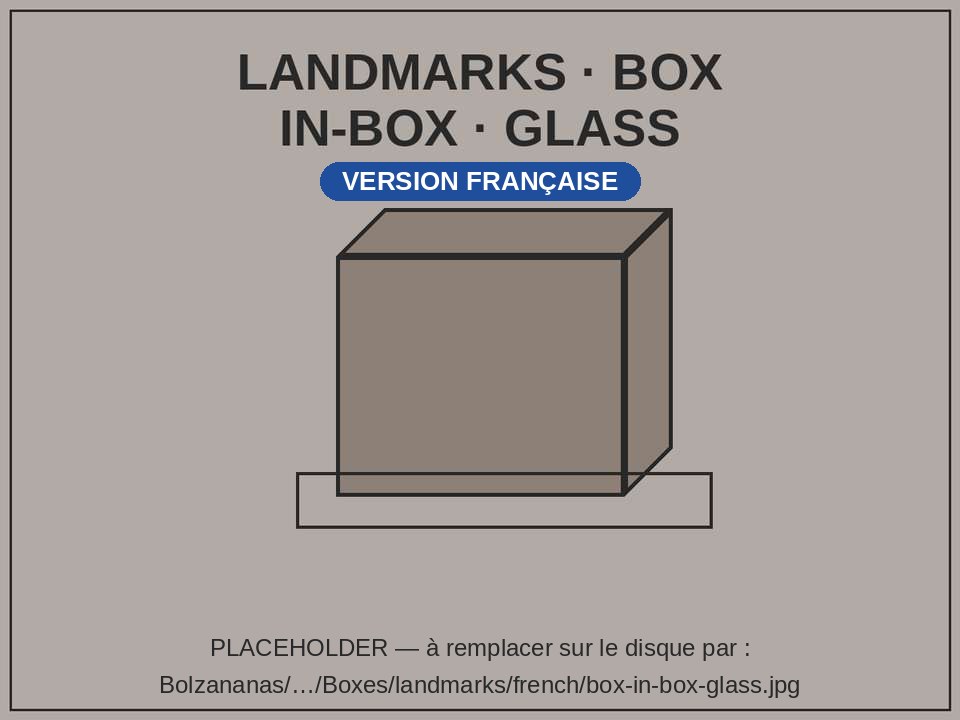 LANDMARKS · BOX
IN-BOX · GLASS
VERSION FRANÇAISE
PLACEHOLDER — à remplacer sur le disque par :
Bolzananas/…/Boxes/landmarks/french/box-in-box-glass.jpg